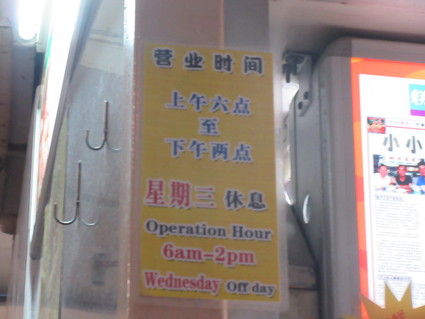 营业时间
上午六点
至
下午两点
星期三 休息
Operation Hour
6am-2pm
Wednesday Off day
小小